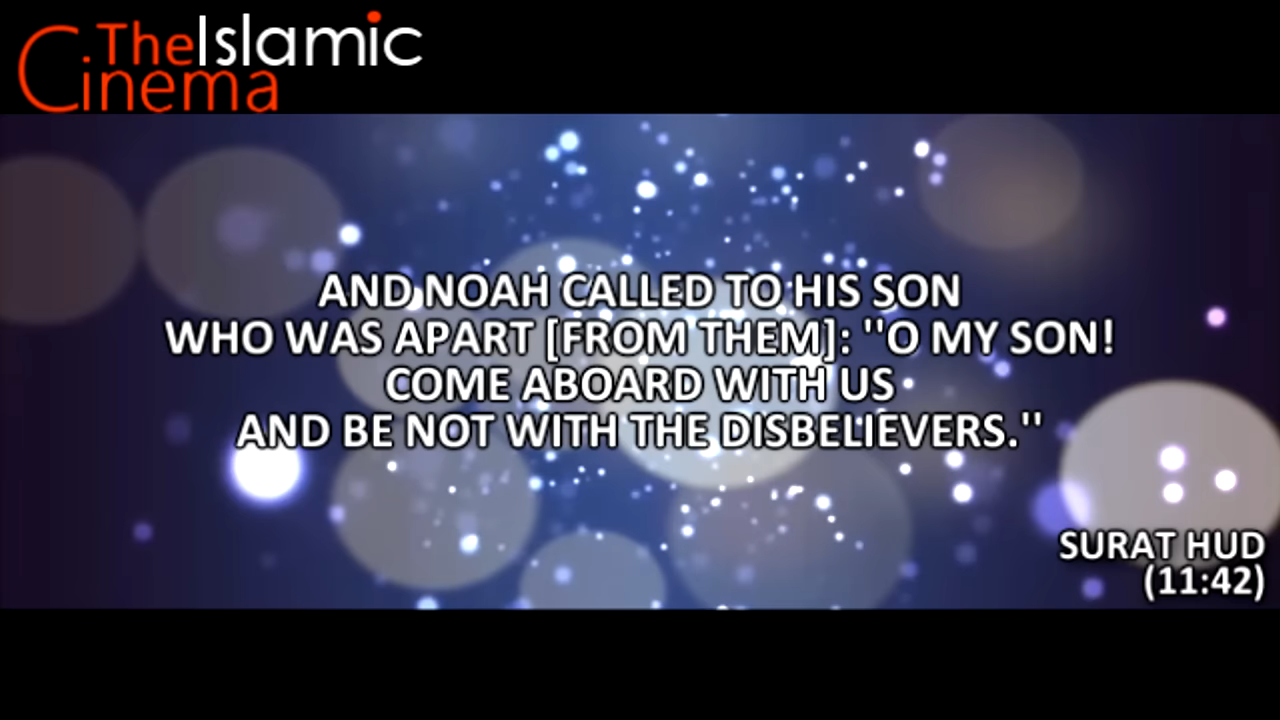 TheIslamic
Cinema
AND NOAH CALLED TO HIS SON
WHO WAS APART [FROM THEM]: "O MY SON!
COME ABOARD WITH US
AND BE NOT WITH THE DISBELIEVERS."
SURAT HUD
(11:42)